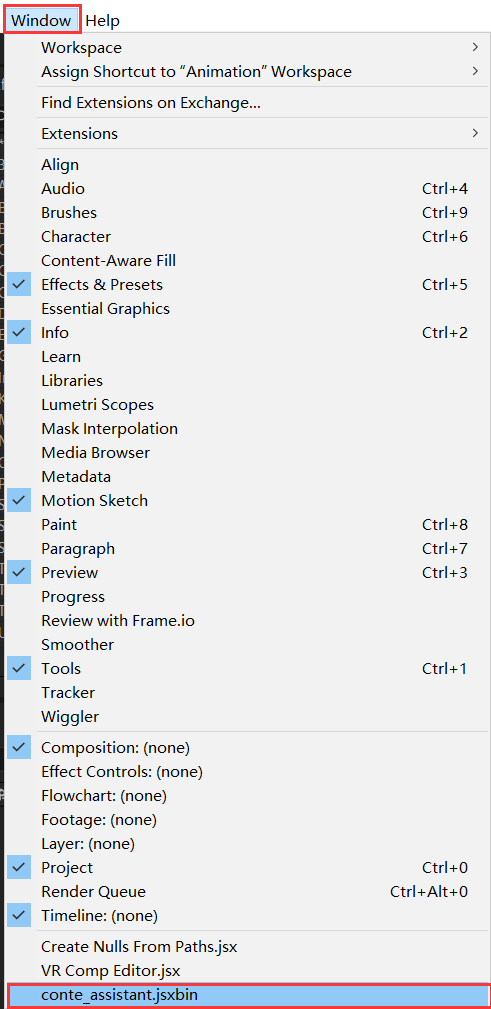 Window Help
Workspace
Assign Shortcut to “Animation” Workspace
Find Extensions on Exchange...
Extensions
Align
Audio Ctrl+4
Brushes Ctrl+9
Character Ctrl+6
Content-Aware Fill
Effects & Presets Ctrl+5
Essential Graphics
Info Ctrl+2
Learn
Libraries
Lumetri Scopes
Mask Interpolation
Media Browser
Metadata
Motion Sketch
Paint Ctrl+8
Paragraph Ctrl+7
Preview Ctrl+3
Progress
Review with Frame.io
Smoother
Tools Ctrl+1
Tracker
Wiggler
Composition: (none)
Effect Controls: (none)
Flowchart: (none)
Footage: (none)
Layer: (none)
Project Ctrl+0
Render Queue Ctrl+Alt+0
Timeline: (none)
Create Nulls From Paths.jsx
VR Comp Editor.jsx
conte_assistant.jsxbin